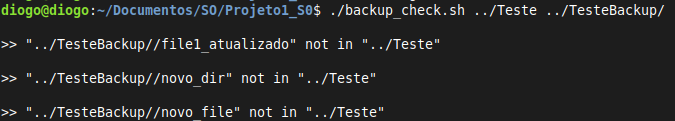 diogo@diogo:~/Documentos/SO/Projeto1_S0$ ./backup_check.sh ../Teste ../TesteBackup/
>> "../TesteBackup//file1_atualizado" not in "../Teste"
>> "../TesteBackup//novo_dir" not in "../Teste"
>> "../TesteBackup//novo_file" not in "../Teste"